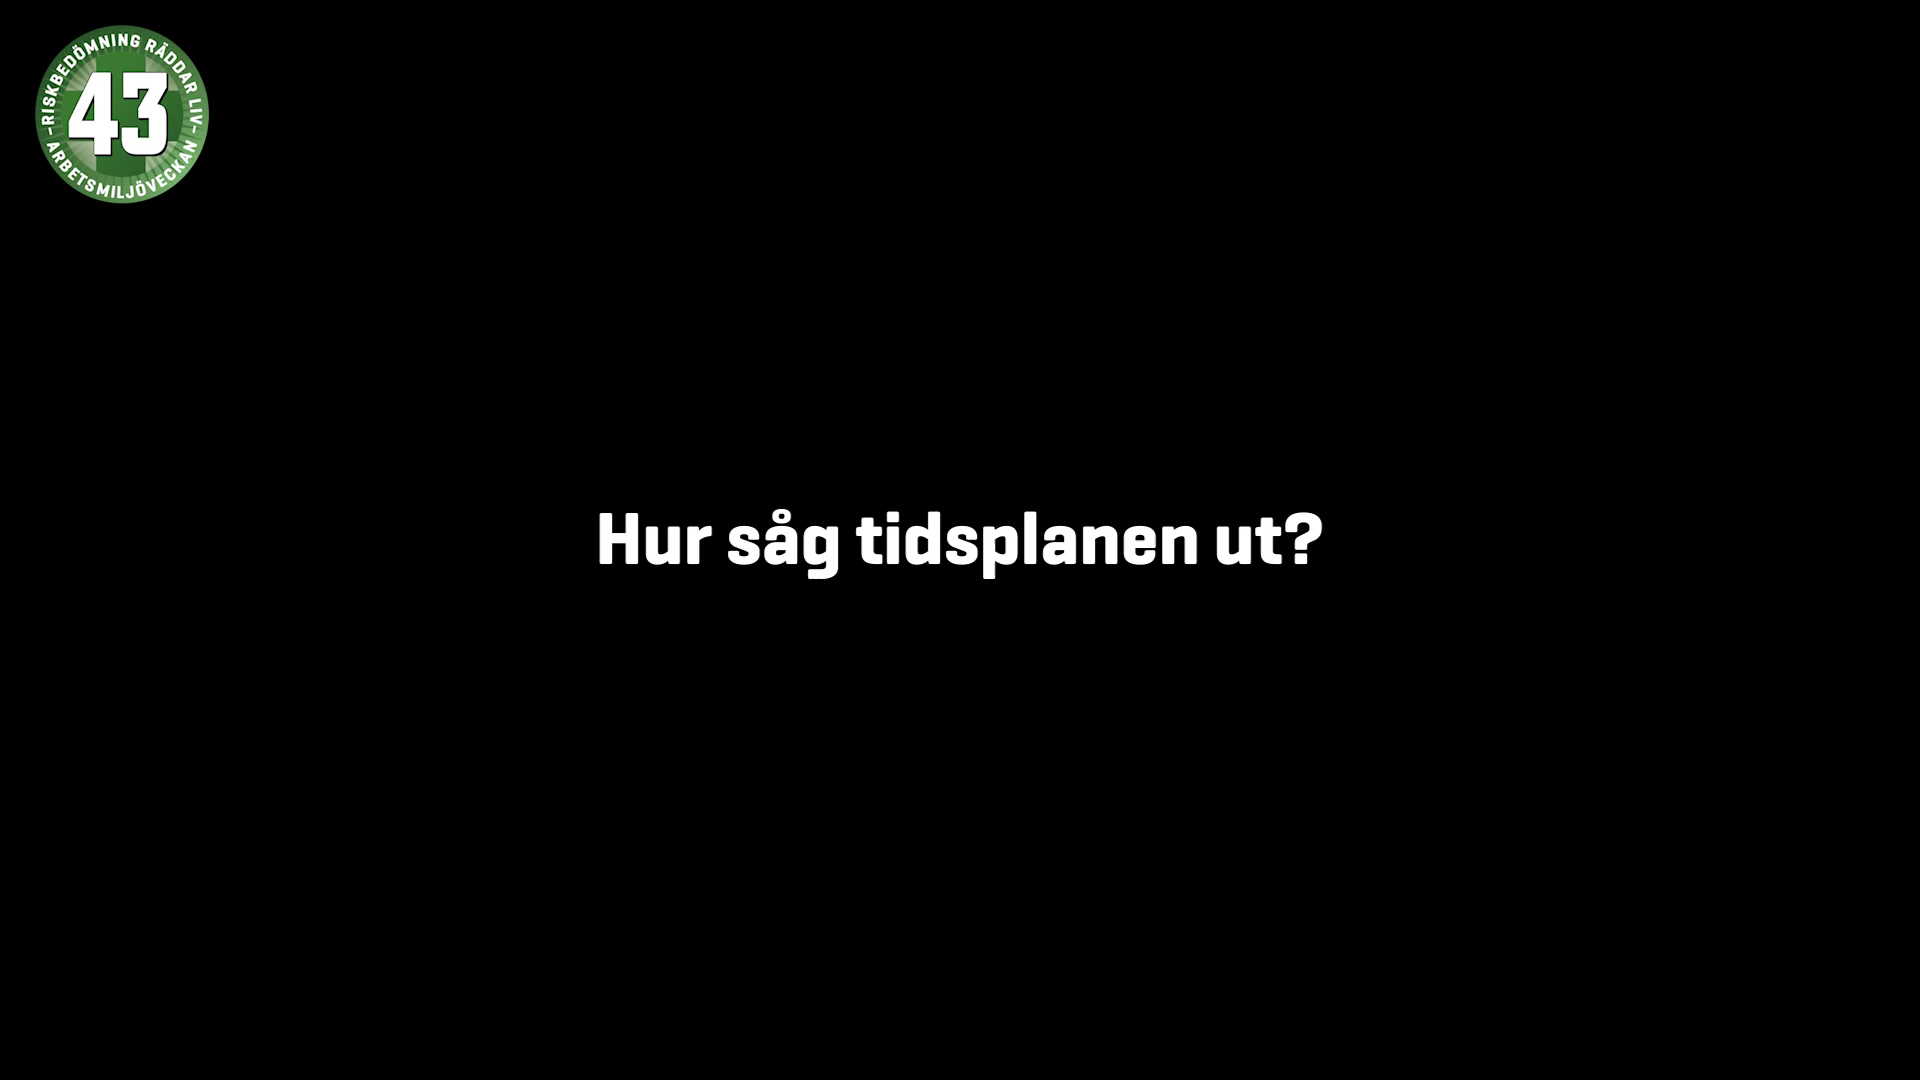 -RISKBEDÖMNING RÄDDAR LIV-
43
ARBETSMILJÖVECKAN
Hur såg tidsplanen ut?